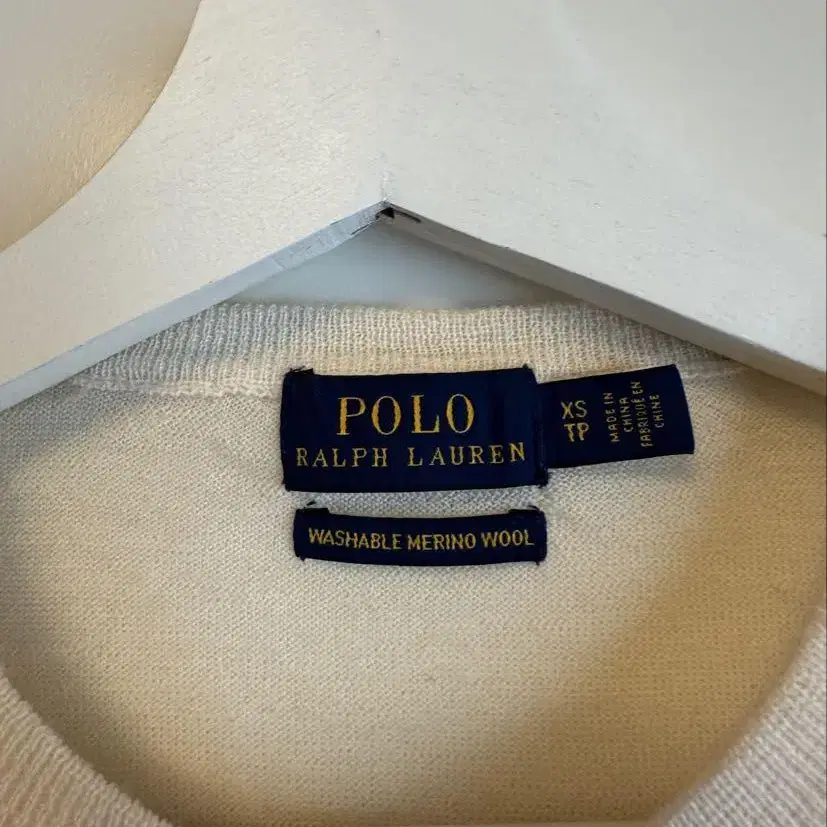 POLO
RALPH LAUREN
XS
TP
MADE IN
CHINA
FABRIQUÉ EN
CHINE
WASHABLE MERINO WOOL